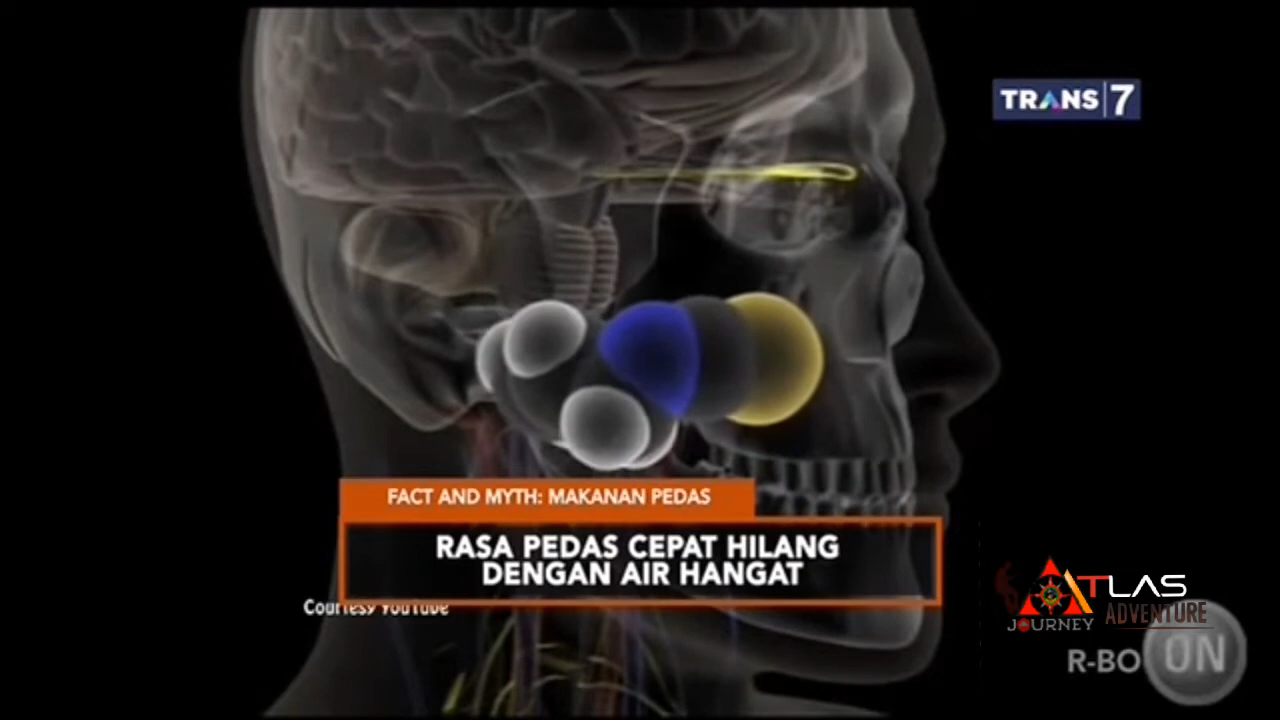 TRANS|7
FACT AND MYTH: MAKANAN PEDAS
RASA PEDAS CEPAT HILANG
DENGAN AIR HANGAT
Courtesy YouTube
ATLAS
JOURNEY ADVENTURE
R-BO ON